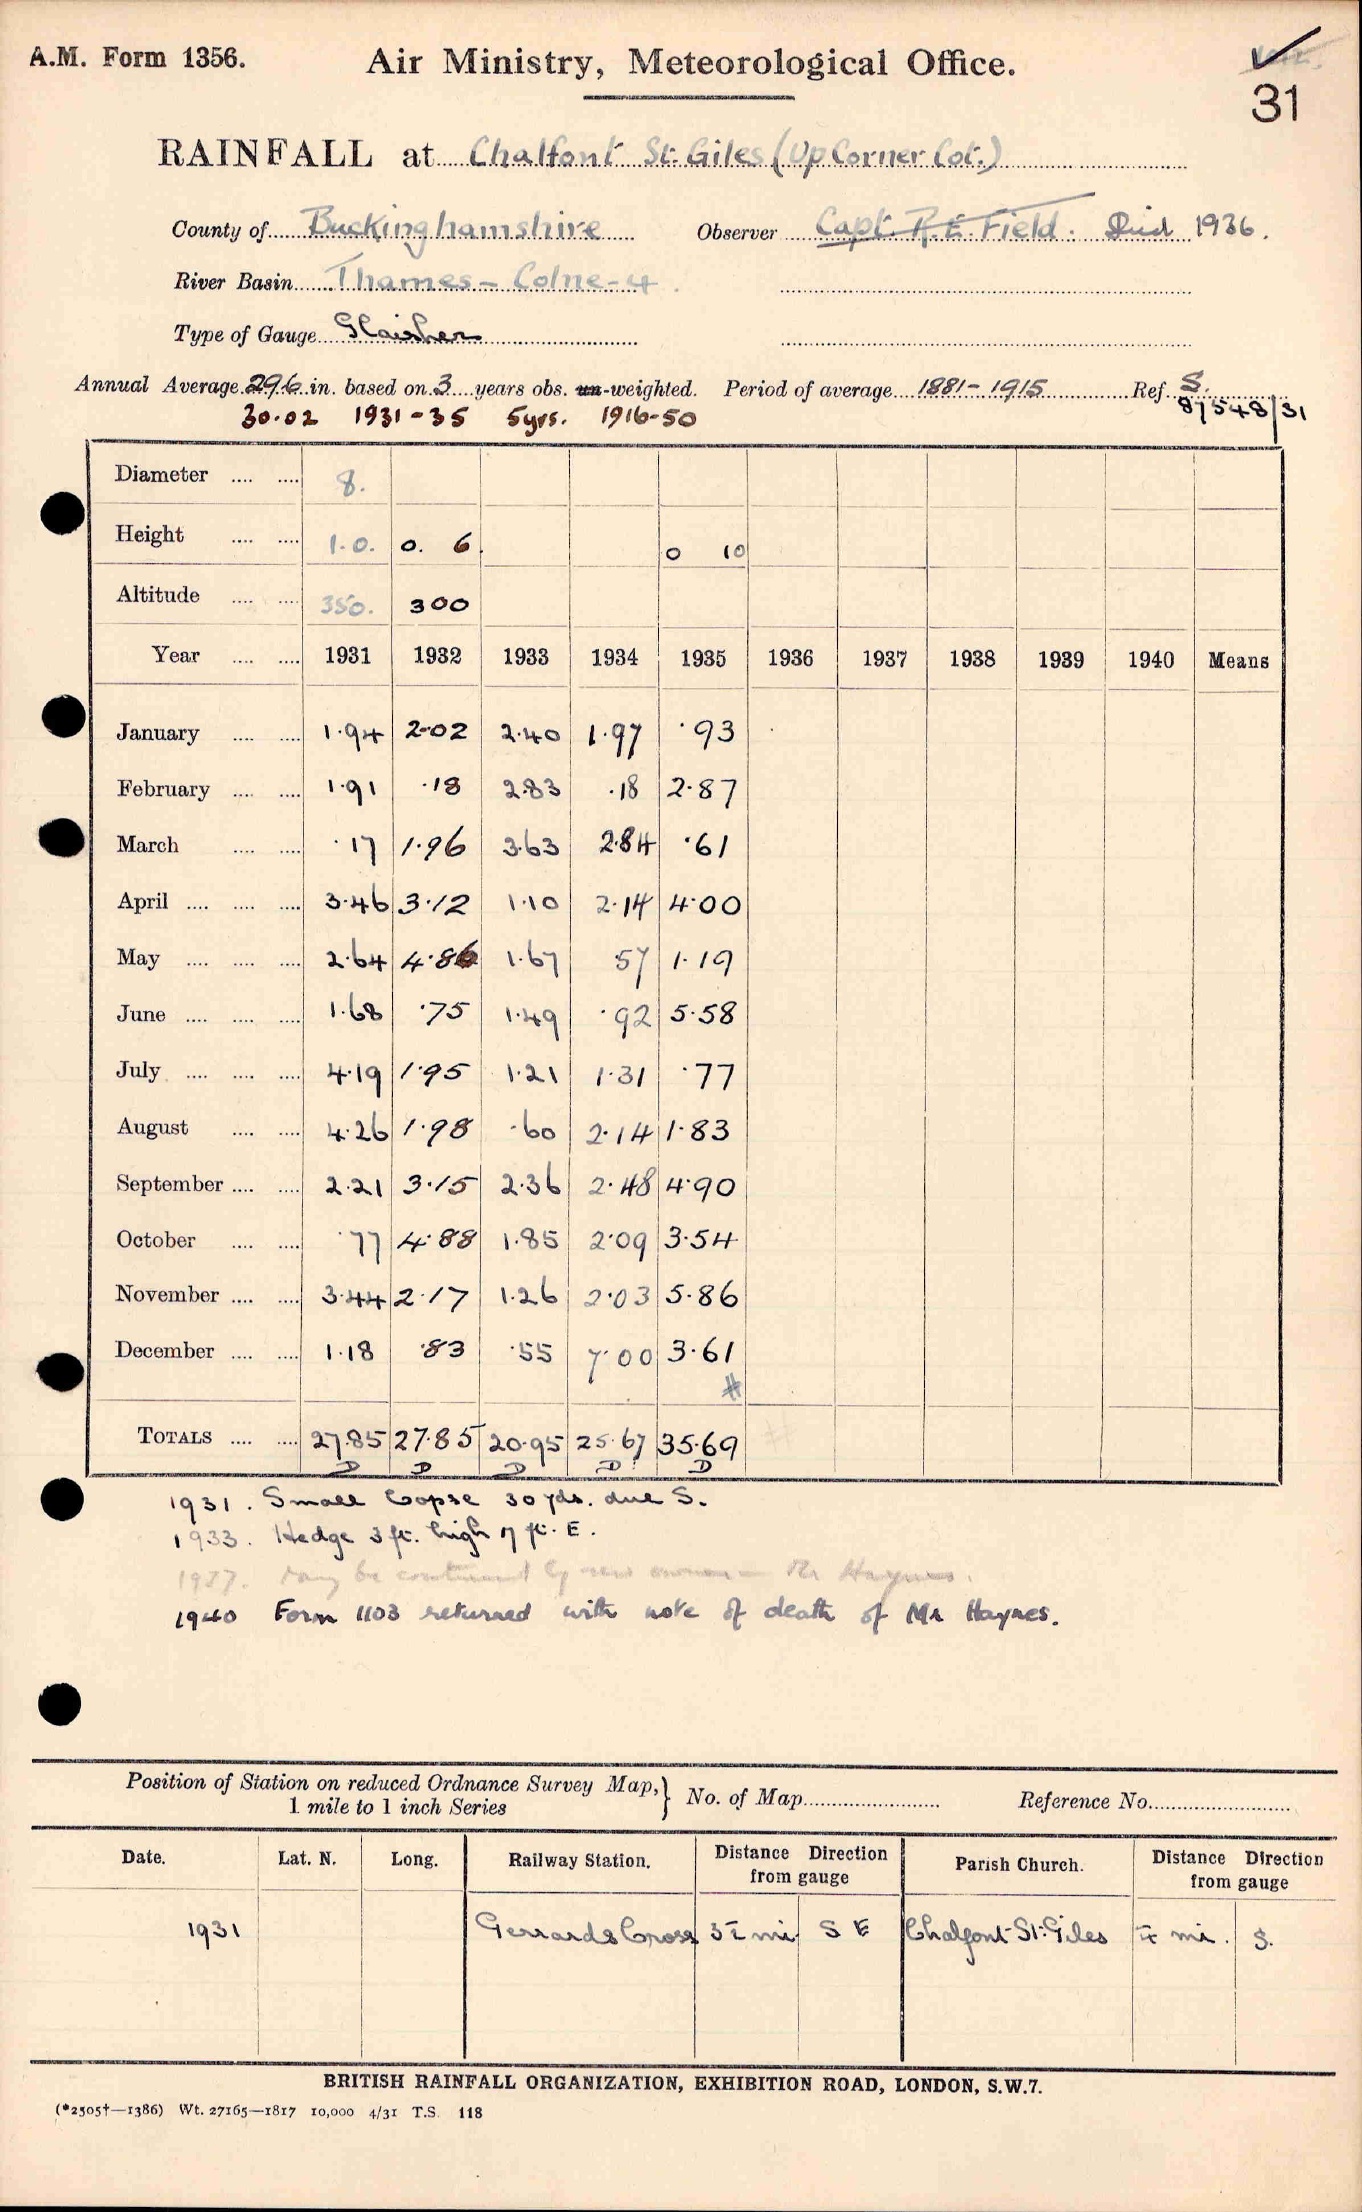 A.M. Form 1356.
Air Ministry, Meteorological Office.
31
RAINFALL at Chalfont St. Giles (Up Corner Cot.)
County of Buckinghamshire Observer Capt. R. E. Field. Died 1936.
River Basin Thames - Colne - 4.
Type of Gauge Glaisher
Annual Average 29.6 in. based on 3 years obs. un-weighted. Period of average 1881-1915 Ref. S.
30.02 1931-35 5yrs. 1916-50 87548/31
Diameter 8.
Height 1.0. 0. 6. 0 10
Altitude 350. 300
Year 1931 1932 1933 1934 1935 1936 1937 1938 1939 1940 Means
January 1.94 2.02 2.40 1.97 .93
February 1.91 .18 2.83 .18 2.87
March .17 1.96 3.63 2.84 .61
April 3.46 3.12 1.10 2.14 4.00
May 2.64 4.86 1.67 57 1.19
June 1.68 .75 1.49 .92 5.58
July 4.19 1.95 1.21 1.31 .77
August 4.26 1.98 .60 2.14 1.83
September 2.21 3.15 2.36 2.48 4.90
October .77 4.88 1.85 2.09 3.54
November 3.44 2.17 1.26 2.03 5.86
December 1.18 .83 .55 7.00 3.61
#
TOTALS 27.85 27.85 20.95 25.67 35.69
D D D D D
1931. Small Copse 30 yds. due S.
1933. Hedge 3 ft. high 7 ft. E.
1937. May be continued by new owner - Mr Haynes.
1940 Form 1103 returned with note of death of Mr Haynes.
Position of Station on reduced Ordnance Survey Map, 1 mile to 1 inch Series } No. of Map Reference No.
Date. Lat. N. Long. Railway Station. Distance Direction from gauge Parish Church. Distance Direction from gauge
1931 Gerrards Cross mi S E Chalfont St. Giles mi. S.
BRITISH RAINFALL ORGANIZATION, EXHIBITION ROAD, LONDON, S.W.7.
(*2505†—1386) Wt. 27165—1817 10,000 4/31 T.S. 118